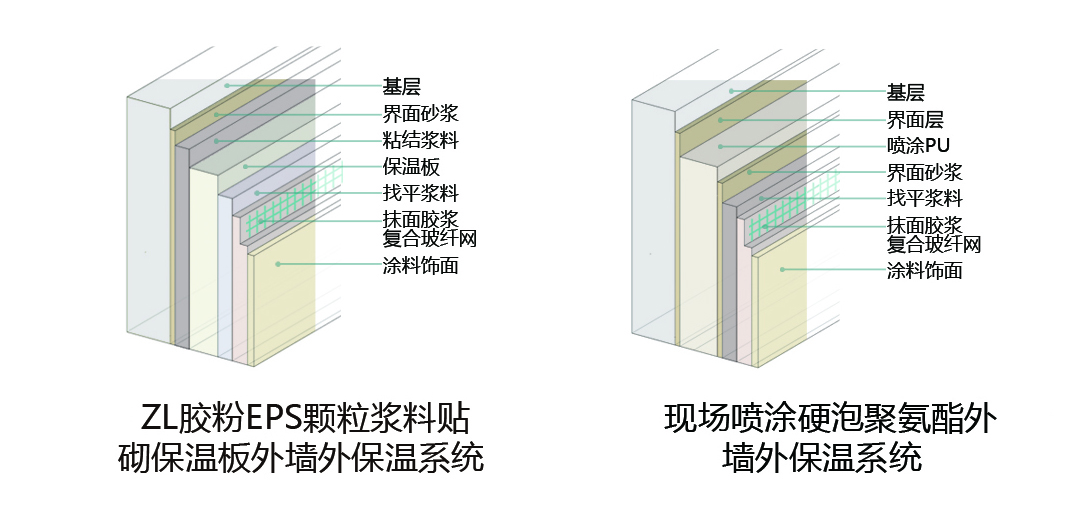 基层
界面砂浆
粘结浆料
保温板
找平浆料
抹面胶浆
复合玻纤网
涂料饰面
ZL胶粉EPS颗粒浆料贴
砌保温板外墙外保温系统
基层
界面层
喷涂PU
界面砂浆
找平浆料
抹面胶浆
复合玻纤网
涂料饰面
现场喷涂硬泡聚氨酯外
墙外保温系统